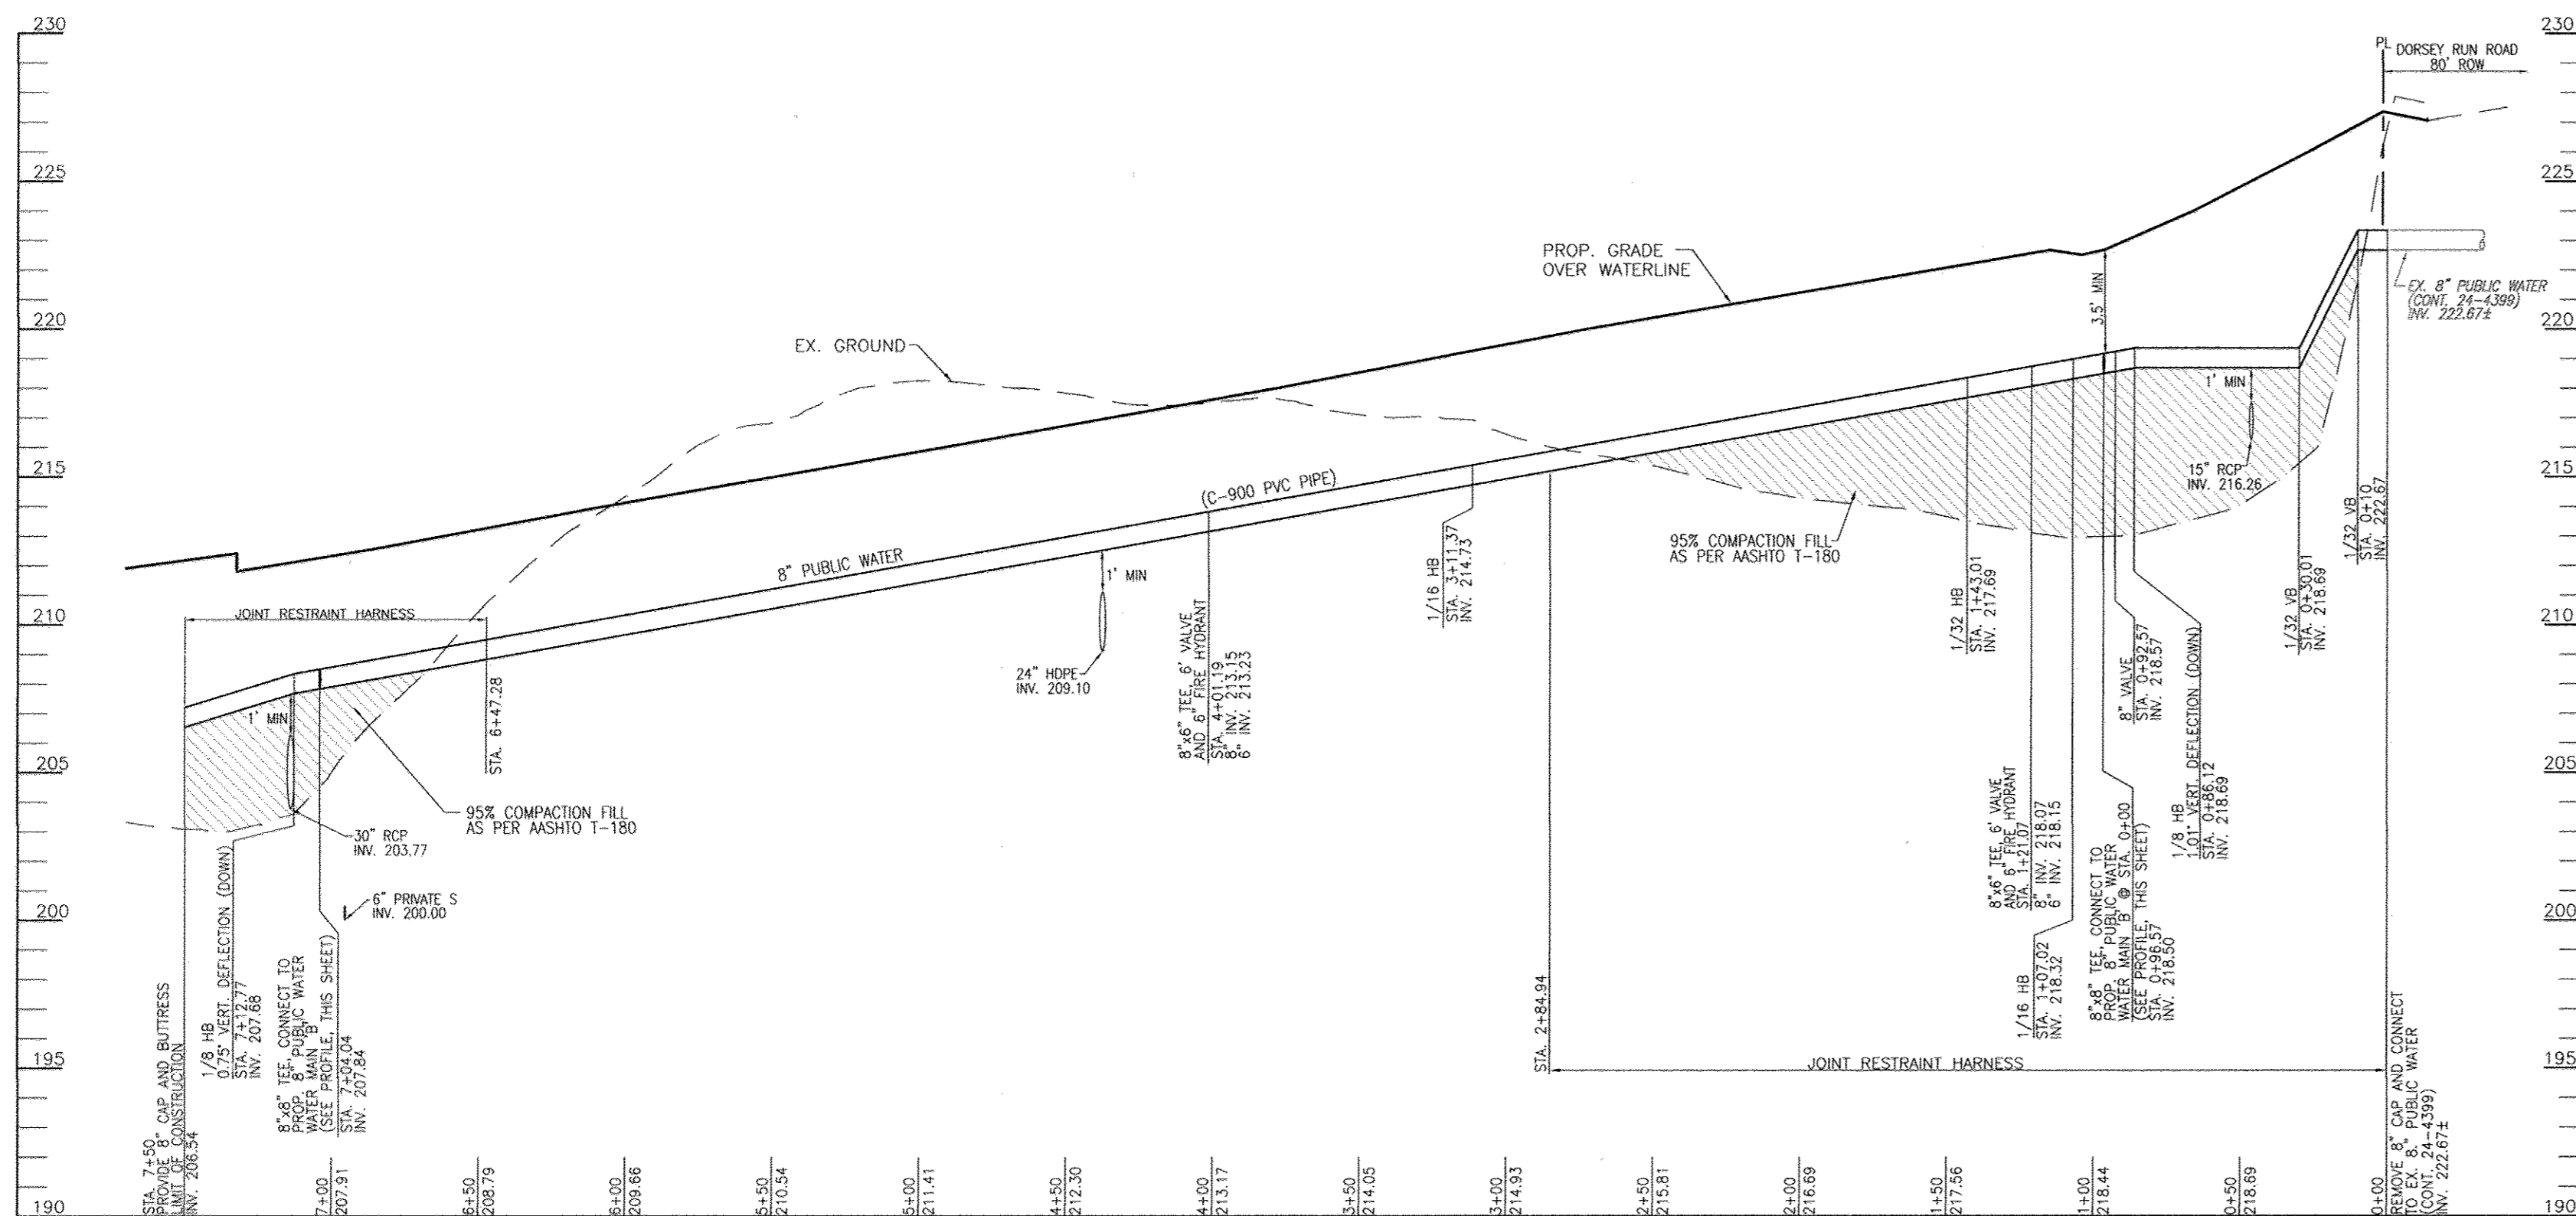 230
225
220
215
210
205
200
195
190
230
225
220
215
210
205
200
195
190
PL
DORSEY RUN ROAD
80' ROW
PROP. GRADE
OVER WATERLINE
EX. GROUND
EX. 8" PUBLIC WATER
(CONT. 24-4399)
INV. 222.67±
3.5' MIN
1' MIN
15" RCP
INV. 216.26
(C-900 PVC PIPE)
8" PUBLIC WATER
95% COMPACTION FILL
AS PER AASHTO T-180
1' MIN
24" HDPE
INV. 209.10
JOINT RESTRAINT HARNESS
1' MIN
95% COMPACTION FILL
AS PER AASHTO T-180
30" RCP
INV. 203.77
6" PRIVATE S
INV. 200.00
JOINT RESTRAINT HARNESS
STA. 7+50
PROVIDE 8" CAP AND BUTTRESS
LIMIT OF CONSTRUCTION
INV. 206.54
1/8 HB
0.75° VERT. DEFLECTION (DOWN)
STA. 7+12.77
INV. 207.68
8"x8" TEE, CONNECT TO
PROP. 8" PUBLIC WATER
WATER MAIN 'B'
(SEE PROFILE, THIS SHEET)
STA. 7+04.04
INV. 207.84
STA. 6+47.28
8"x6" TEE, 6' VALVE
AND 6" FIRE HYDRANT
STA. 4+01.19
8" INV. 213.15
6" INV. 213.23
1/16 HB
STA. 3+11.37
INV. 214.73
STA. 2+84.94
1/32 HB
STA. 1+43.01
INV. 217.69
8"x6" TEE, 6' VALVE
AND 6" FIRE HYDRANT
STA. 1+21.07
8" INV. 218.07
6" INV. 218.15
1/16 HB
STA. 1+07.02
INV. 218.32
8"x8" TEE, CONNECT TO
PROP. 8" PUBLIC WATER
WATER MAIN 'B' @ STA. 0+00
(SEE PROFILE, THIS SHEET)
STA. 0+96.57
INV. 218.50
8" VALVE
STA. 0+92.57
INV. 218.57
1/8 HB
1.01° VERT. DEFLECTION (DOWN)
STA. 0+86.12
INV. 218.69
1/32 VB
STA. 0+30.01
INV. 218.69
1/32 VB
STA. 0+10
INV. 222.67
REMOVE 8" CAP AND CONNECT
TO EX. 8." PUBLIC WATER
(CONT. 24-4399)
INV. 222.67±
7+00
207.91
6+50
208.79
6+00
209.66
5+50
210.54
5+00
211.41
4+50
212.30
4+00
213.17
3+50
214.05
3+00
214.93
2+50
215.81
2+00
216.69
1+50
217.56
1+00
218.44
0+50
218.69
0+00